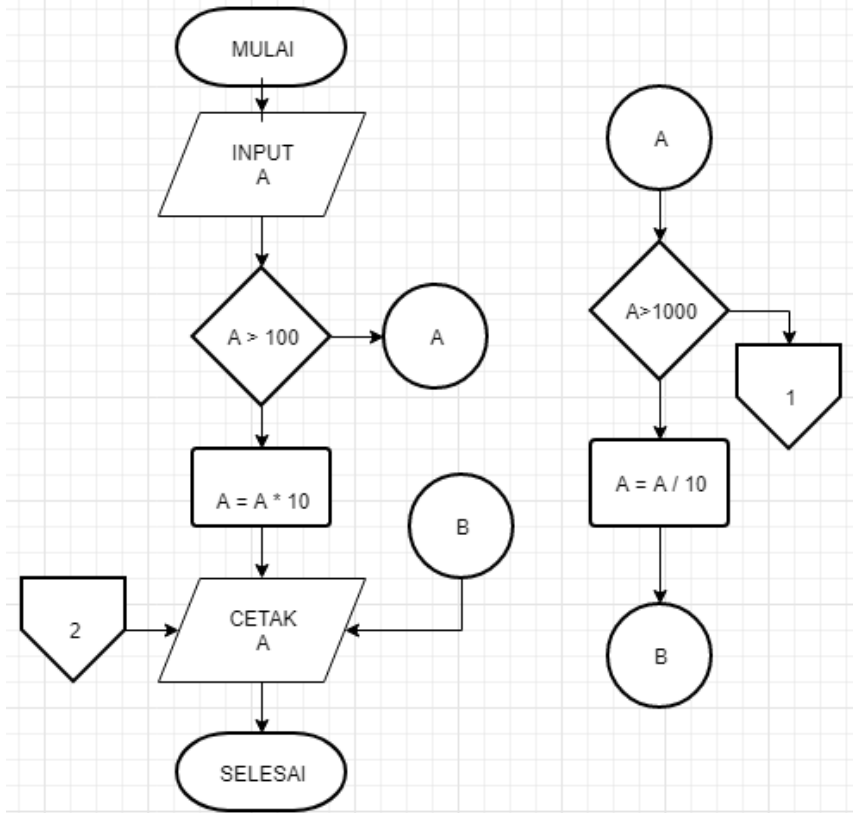 MULAI
INPUT
A
A > 100
A
A = A * 10
B
2
CETAK
A
SELESAI
A
A>1000
1
A = A / 10
B